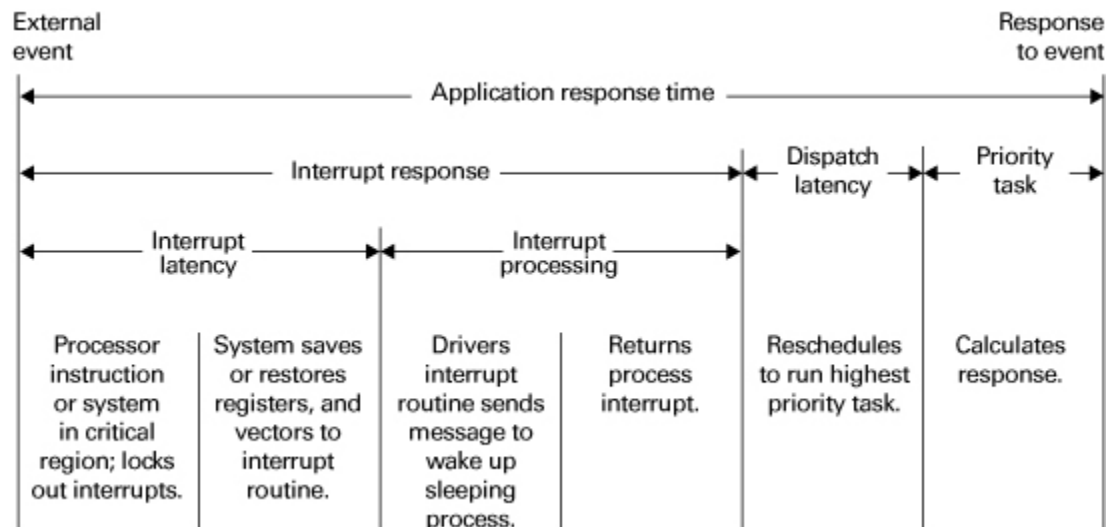 External
event
Response
to event
Application response time
Interrupt response
Dispatch
latency
Priority
task
Interrupt
latency
Interrupt
processing
Processor
instruction
or system
in critical
region; locks
out interrupts.
System saves
or restores
registers, and
vectors to
interrupt
routine.
Drivers
interrupt
routine sends
message to
wake up
sleeping
process.
Returns
process
interrupt.
Reschedules
to run highest
priority task.
Calculates
response.